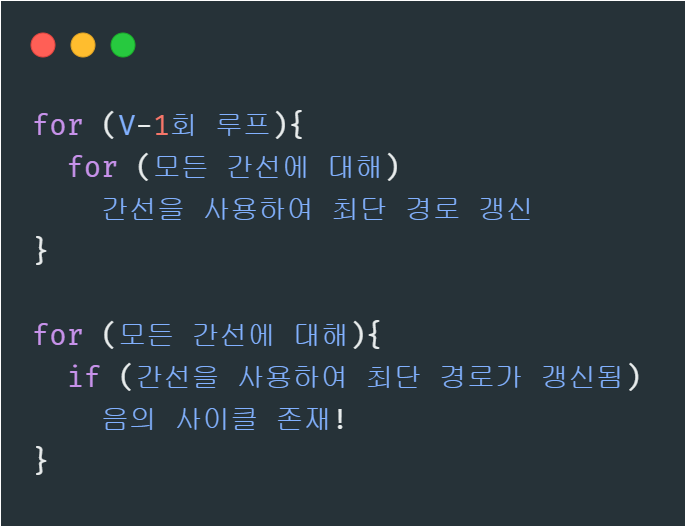 for (V-1회 루프){
for (모든 간선에 대해)
간선을 사용하여 최단 경로 갱신
}
for (모든 간선에 대해){
if (간선을 사용하여 최단 경로가 갱신됨)
음의 사이클 존재!
}